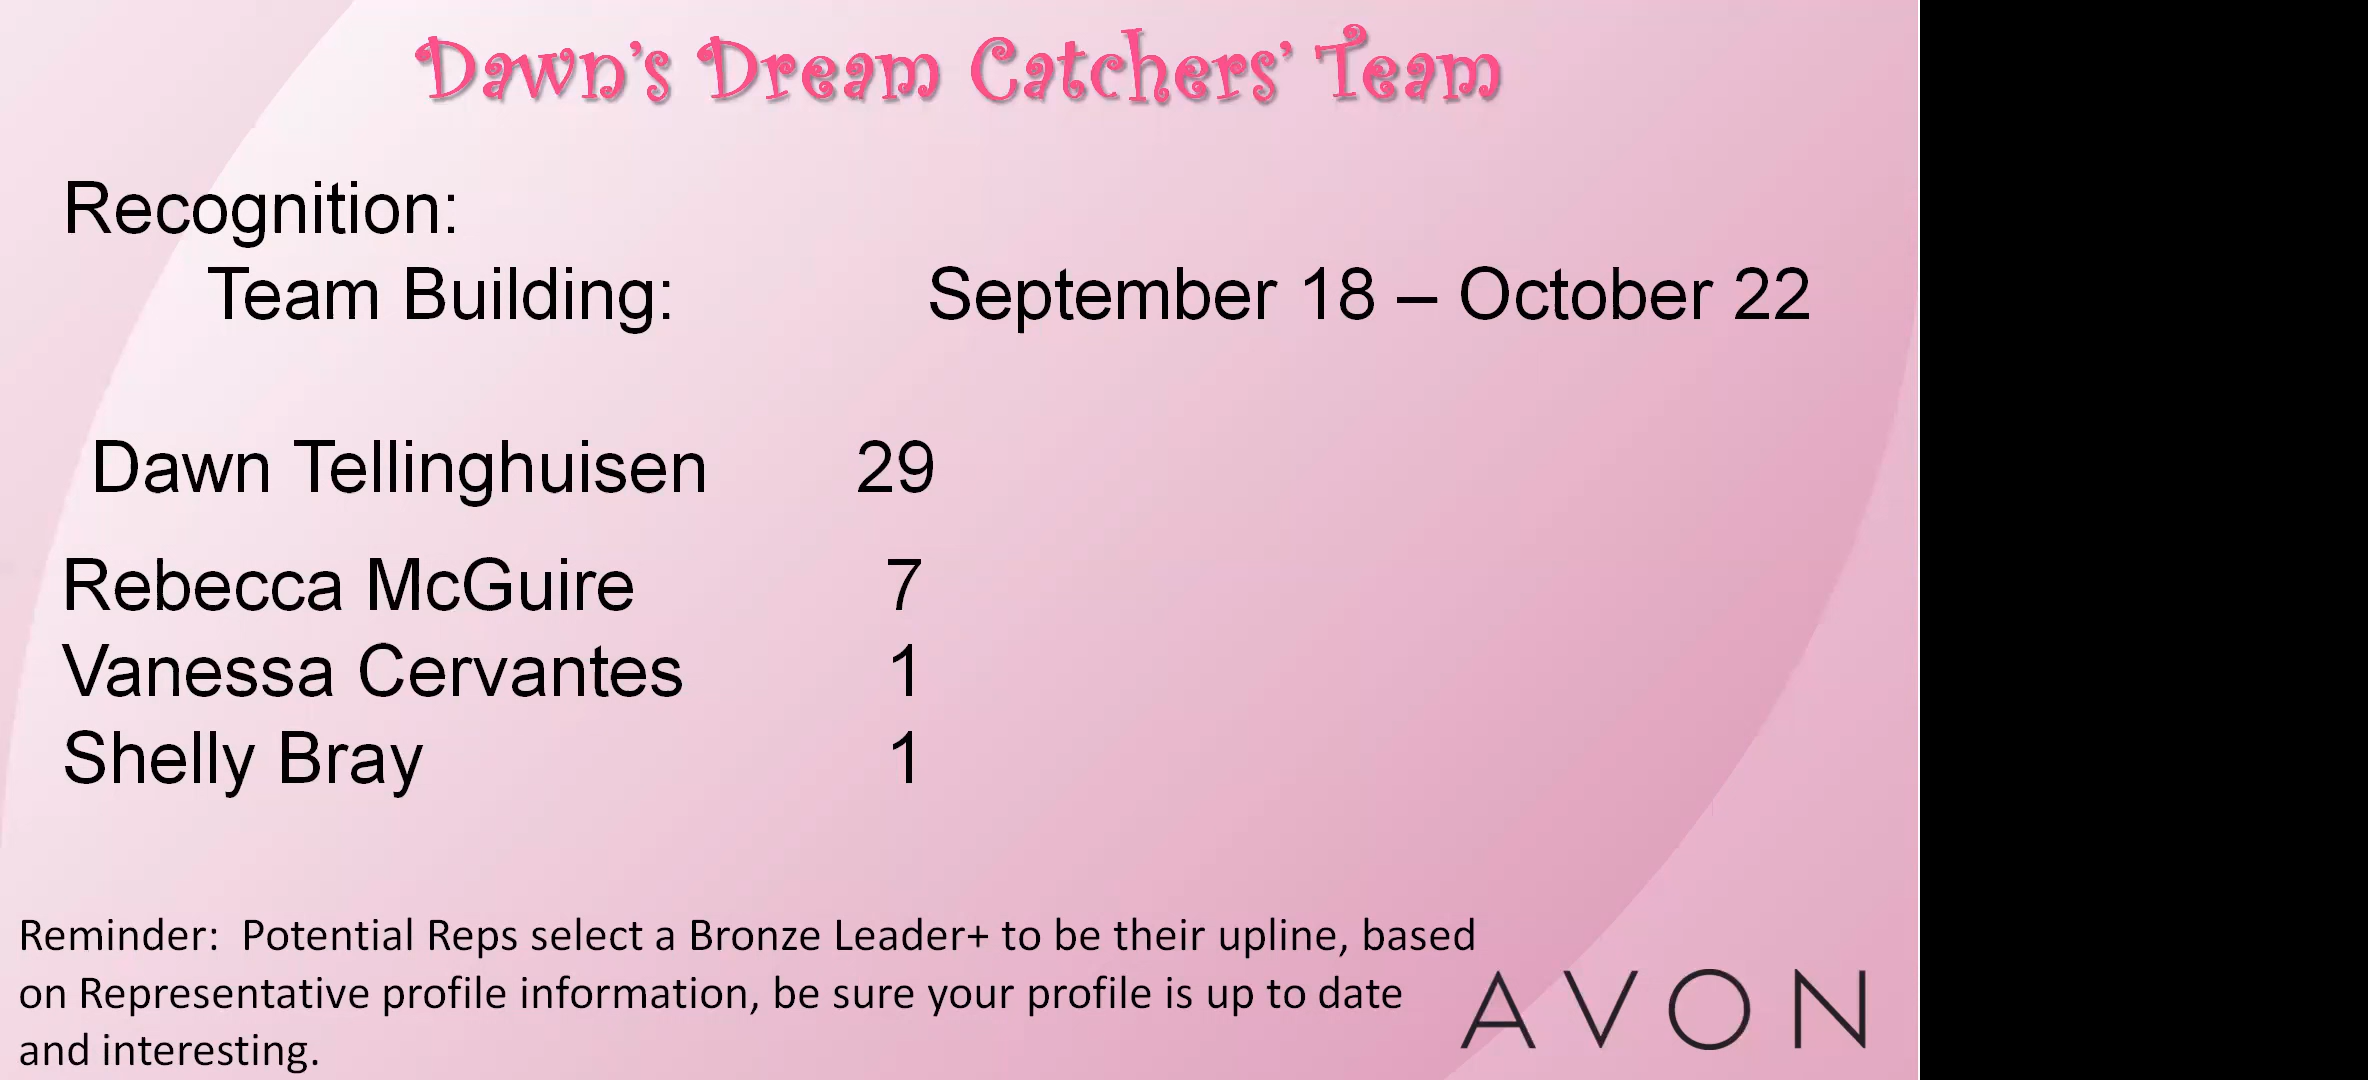 Dawn’s Dream Catchers’ Team
Recognition:
Team Building: September 18 – October 22
Dawn Tellinghuisen 29
Rebecca McGuire 7
Vanessa Cervantes 1
Shelly Bray 1
Reminder: Potential Reps select a Bronze Leader+ to be their upline, based
on Representative profile information, be sure your profile is up to date
and interesting.
AVON